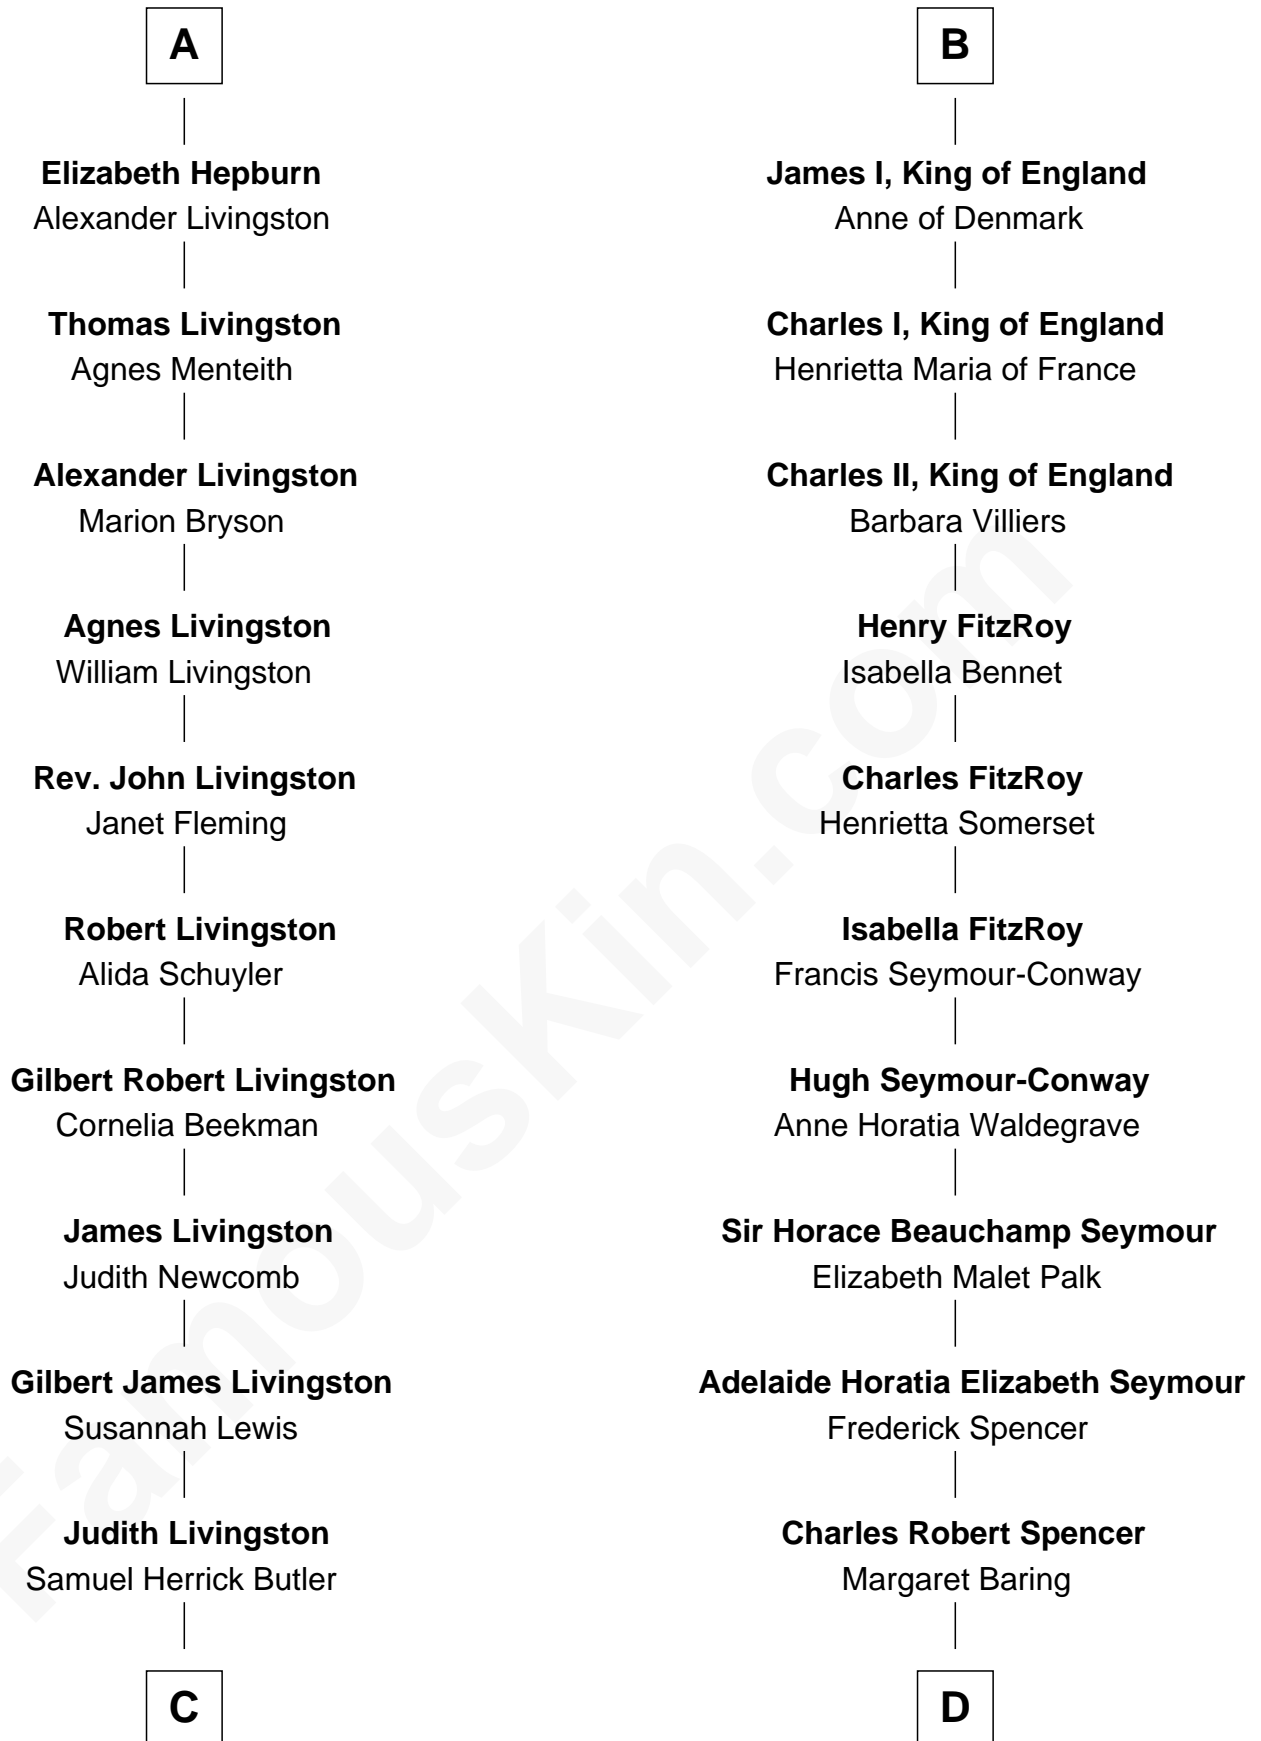 A
Elizabeth Hepburn
Alexander Livingston
Thomas Livingston
Agnes Menteith
Alexander Livingston
Marion Bryson
Agnes Livingston
William Livingston
Rev. John Livingston
Janet Fleming
Robert Livingston
Alida Schuyler
Gilbert Robert Livingston
Cornelia Beekman
James Livingston
Judith Newcomb
Gilbert James Livingston
Susannah Lewis
Judith Livingston
Samuel Herrick Butler
C
B
James I, King of England
Anne of Denmark
Charles I, King of England
Henrietta Maria of France
Charles II, King of England
Barbara Villiers
Henry FitzRoy
Isabella Bennet
Charles FitzRoy
Henrietta Somerset
Isabella FitzRoy
Francis Seymour-Conway
Hugh Seymour-Conway
Anne Horatia Waldegrave
Sir Horace Beauchamp Seymour
Elizabeth Malet Palk
Adelaide Horatia Elizabeth Seymour
Frederick Spencer
Charles Robert Spencer
Margaret Baring
D
FamousKin.com